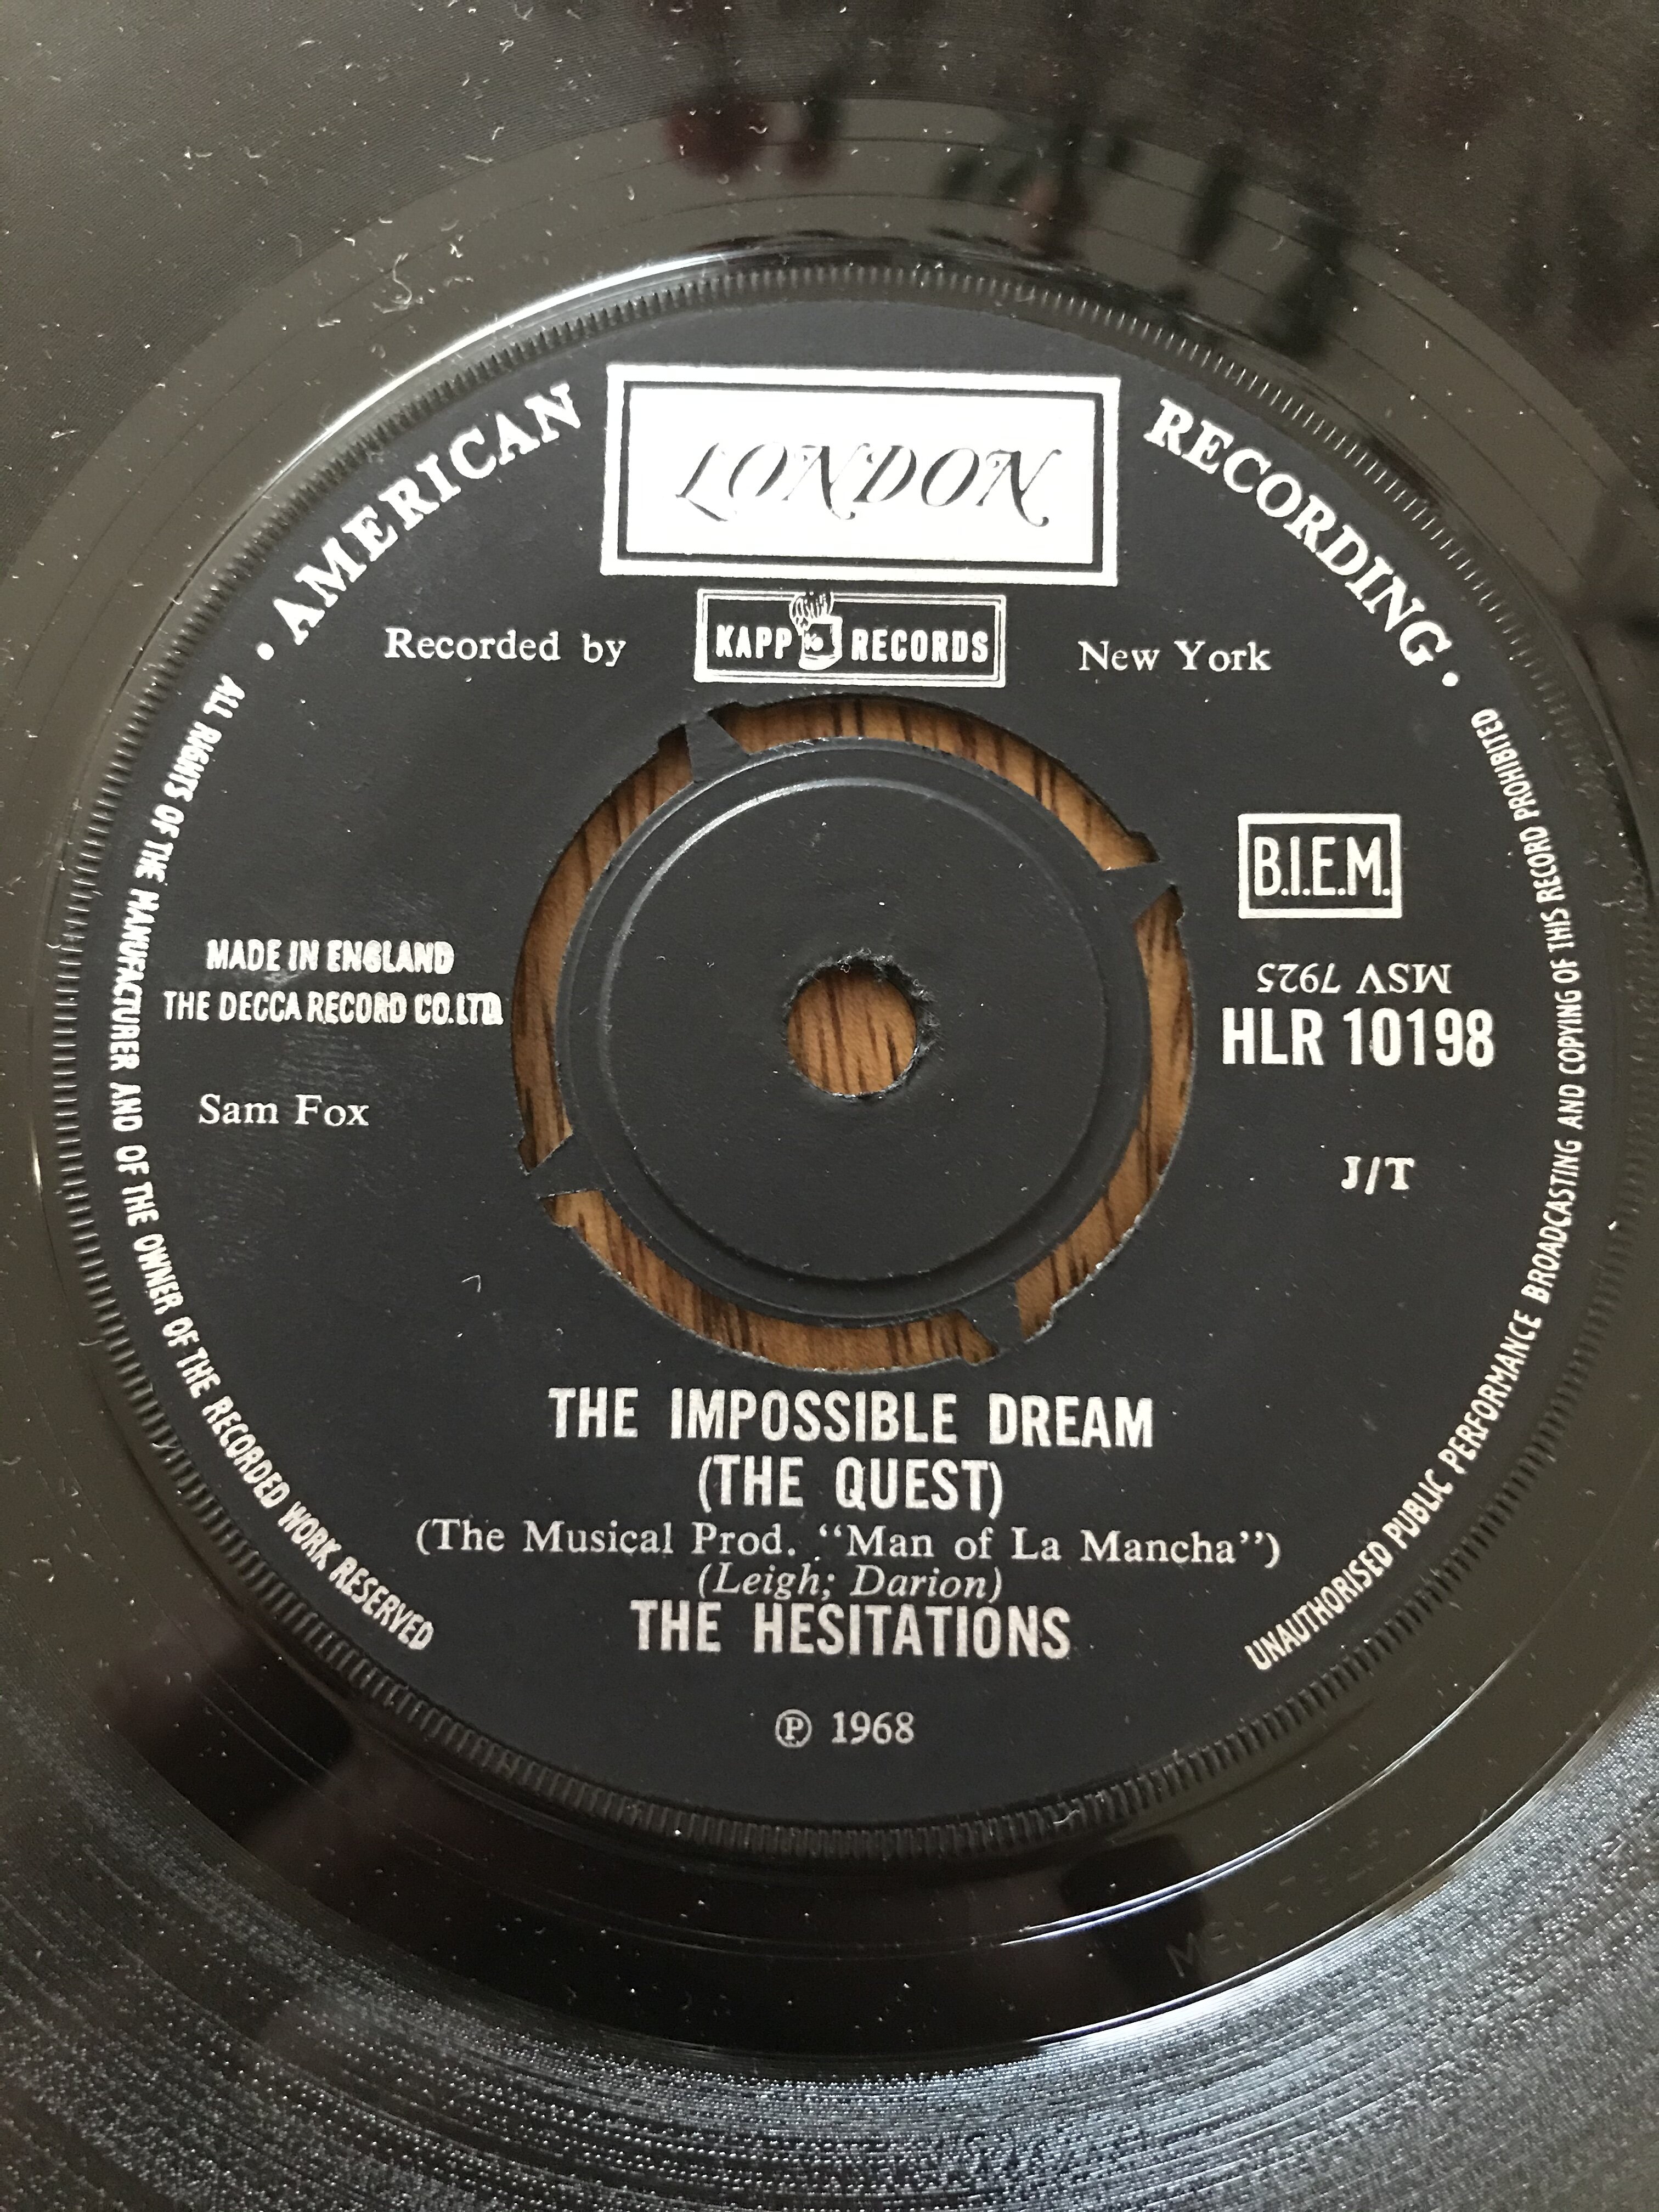 · AMERICAN RECORDING ·
LONDON
Recorded by KAPP RECORDS New York
B.I.E.M.
MADE IN ENGLAND
THE DECCA RECORD CO. LTD.
MSV 7925
HLR 10198
Sam Fox
J/T
THE IMPOSSIBLE DREAM
(THE QUEST)
(The Musical Prod. “Man of La Mancha”)
(Leigh; Darion)
THE HESITATIONS
℗ 1968
ALL RIGHTS OF THE MANUFACTURER AND OF THE OWNER OF THE RECORDED WORK RESERVED
UNAUTHORISED PUBLIC PERFORMANCE BROADCASTING AND COPYING OF THIS RECORD PROHIBITED